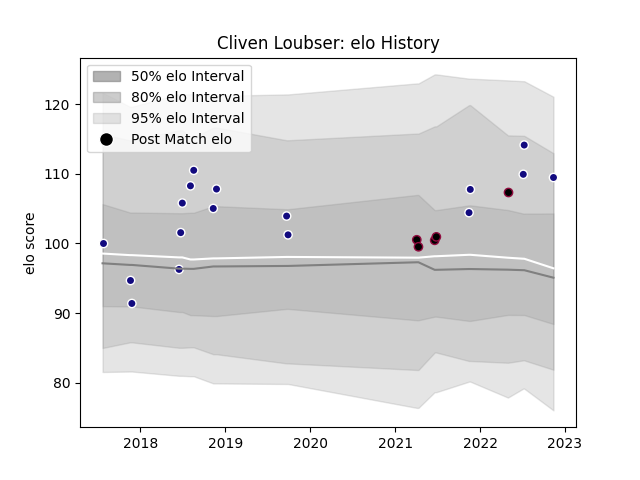 Cliven Loubser: elo History
50% elo Interval
80% elo Interval
95% elo Interval
Post Match elo
elo score
120
110
100
90
80
2018 2019 2020 2021 2022 2023